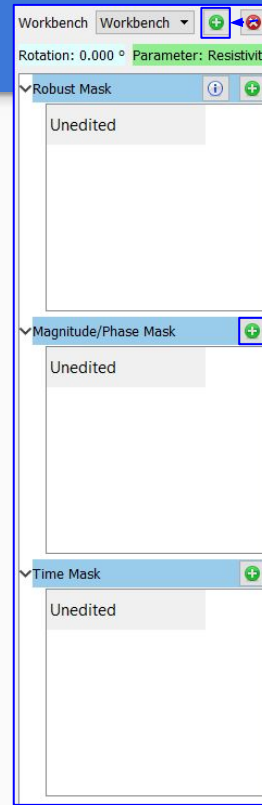 Workbench Workbench
Rotation: 0.000 º Parameter: Resistivit
Robust Mask
Unedited
Magnitude/Phase Mask
Unedited
Time Mask
Unedited